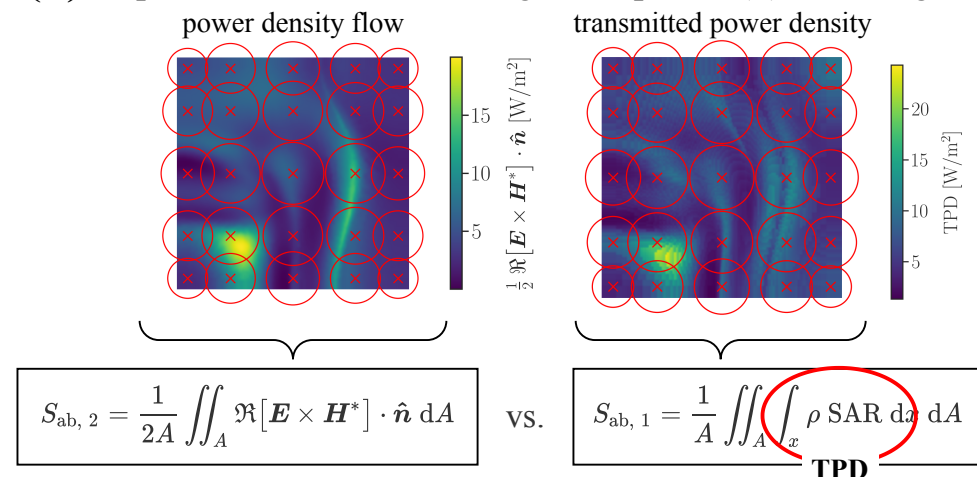 power density flow
transmitted power density
15
10
5
½ ℜ[E × H*] · n̂ [W/m²]
20
15
10
5
TPD [W/m²]
S_ab, 2 = 1/2A ∬_A ℜ[E × H*] · n̂ dA
vs.
S_ab, 1 = 1/A ∬_A ∫_x ρ SAR dx dA
TPD